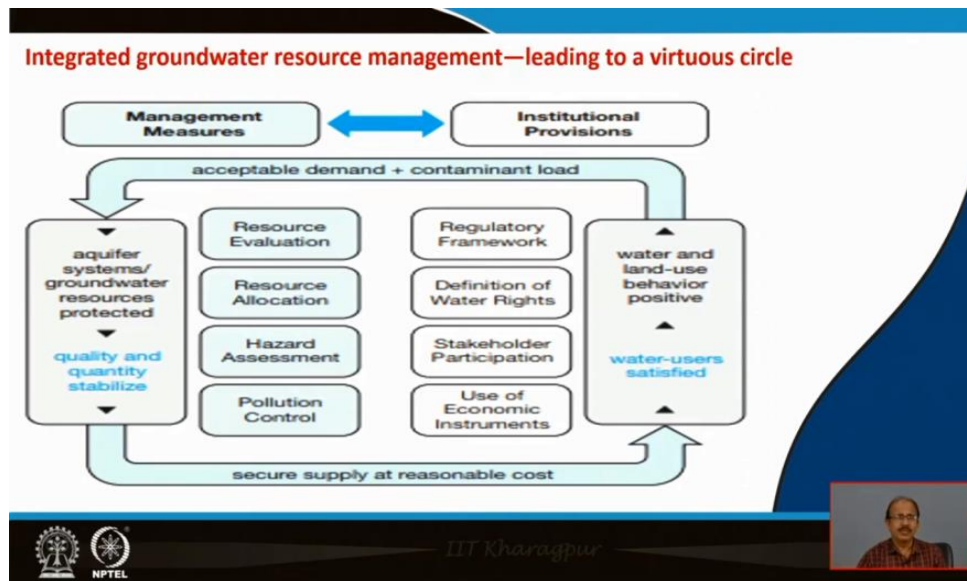 Integrated groundwater resource management—leading to a virtuous circle
Management
Measures
Institutional
Provisions
acceptable demand + contaminant load
aquifer
systems/
groundwater
resources
protected
quality and
quantity
stabilize
Resource
Evaluation
Resource
Allocation
Hazard
Assessment
Pollution
Control
Regulatory
Framework
Definition of
Water Rights
Stakeholder
Participation
Use of
Economic
Instruments
water and
land-use
behavior
positive
water-users
satisfied
secure supply at reasonable cost
NPTEL
IIT Kharagpur